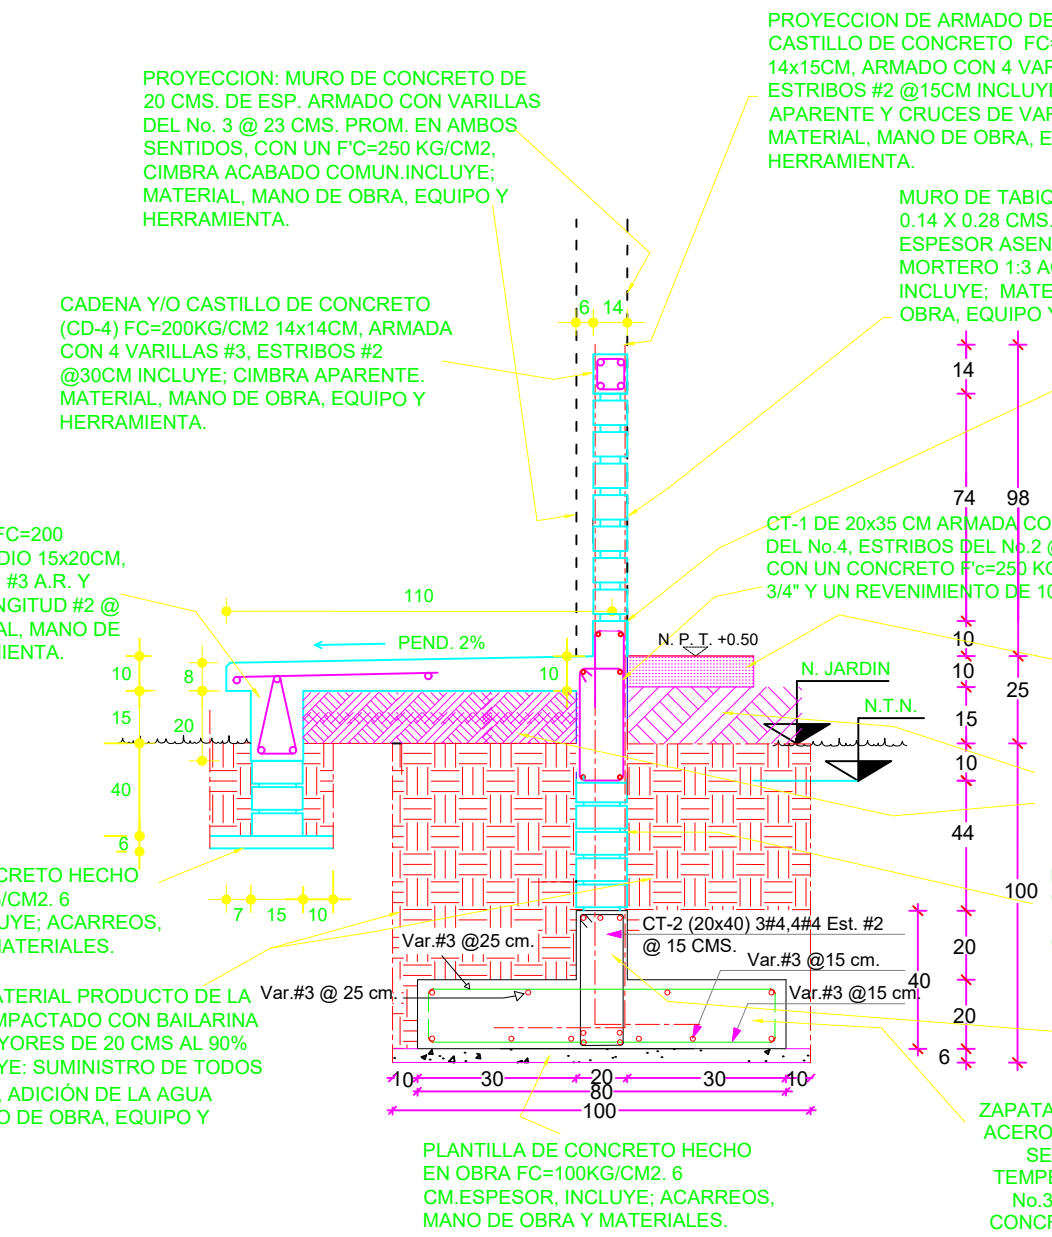 PROYECCION DE ARMADO DE
CASTILLO DE CONCRETO FC=
14x15CM, ARMADO CON 4 VAR
ESTRIBOS #2 @15CM INCLUYE
APARENTE Y CRUCES DE VAR
MATERIAL, MANO DE OBRA, E
HERRAMIENTA.
PROYECCION: MURO DE CONCRETO DE
20 CMS. DE ESP. ARMADO CON VARILLAS
DEL No. 3 @ 23 CMS. PROM. EN AMBOS
SENTIDOS, CON UN F'C=250 KG/CM2,
CIMBRA ACABADO COMUN.INCLUYE;
MATERIAL, MANO DE OBRA, EQUIPO Y
HERRAMIENTA.
MURO DE TABIQ
0.14 X 0.28 CMS.
ESPESOR ASEN
MORTERO 1:3 A
INCLUYE; MATE
OBRA, EQUIPO Y
CADENA Y/O CASTILLO DE CONCRETO
(CD-4) FC=200KG/CM2 14x14CM, ARMADA
CON 4 VARILLAS #3, ESTRIBOS #2
@30CM INCLUYE; CIMBRA APARENTE.
MATERIAL, MANO DE OBRA, EQUIPO Y
HERRAMIENTA.
6 14
14
74 98
FC=200
DIO 15x20CM,
#3 A.R. Y
NGITUD #2 @
AL, MANO DE
MIENTA.
CT-1 DE 20x35 CM ARMADA CO
DEL No.4, ESTRIBOS DEL No.2 @
CON UN CONCRETO F'c=250 KG
3/4" Y UN REVENIMIENTO DE 10
110
PEND. 2%
N. P. T. +0.50
N. JARDIN
N.T.N.
10 8 10
15 20
40
6
7 15 10
10
10 25
15
10
44
100
20
40
20
6
CRETO HECHO
G/CM2. 6
UYE; ACARREOS,
MATERIALES.
CT-2 (20x40) 3#4,4#4 Est. #2
@ 15 CMS.
Var.#3 @25 cm.
Var.#3 @15 cm.
Var.#3 @ 25 cm.
Var.#3 @15 cm.
ATERIAL PRODUCTO DE LA
MPACTADO CON BAILARINA
YORES DE 20 CMS AL 90%
YE: SUMINISTRO DE TODOS
, ADICIÓN DE LA AGUA
O DE OBRA, EQUIPO Y
10 30 20 30 10
80
100
PLANTILLA DE CONCRETO HECHO
EN OBRA FC=100KG/CM2. 6
CM.ESPESOR, INCLUYE; ACARREOS,
MANO DE OBRA Y MATERIALES.
ZAPATA
ACERO
SE
TEMPE
No.3
CONCR